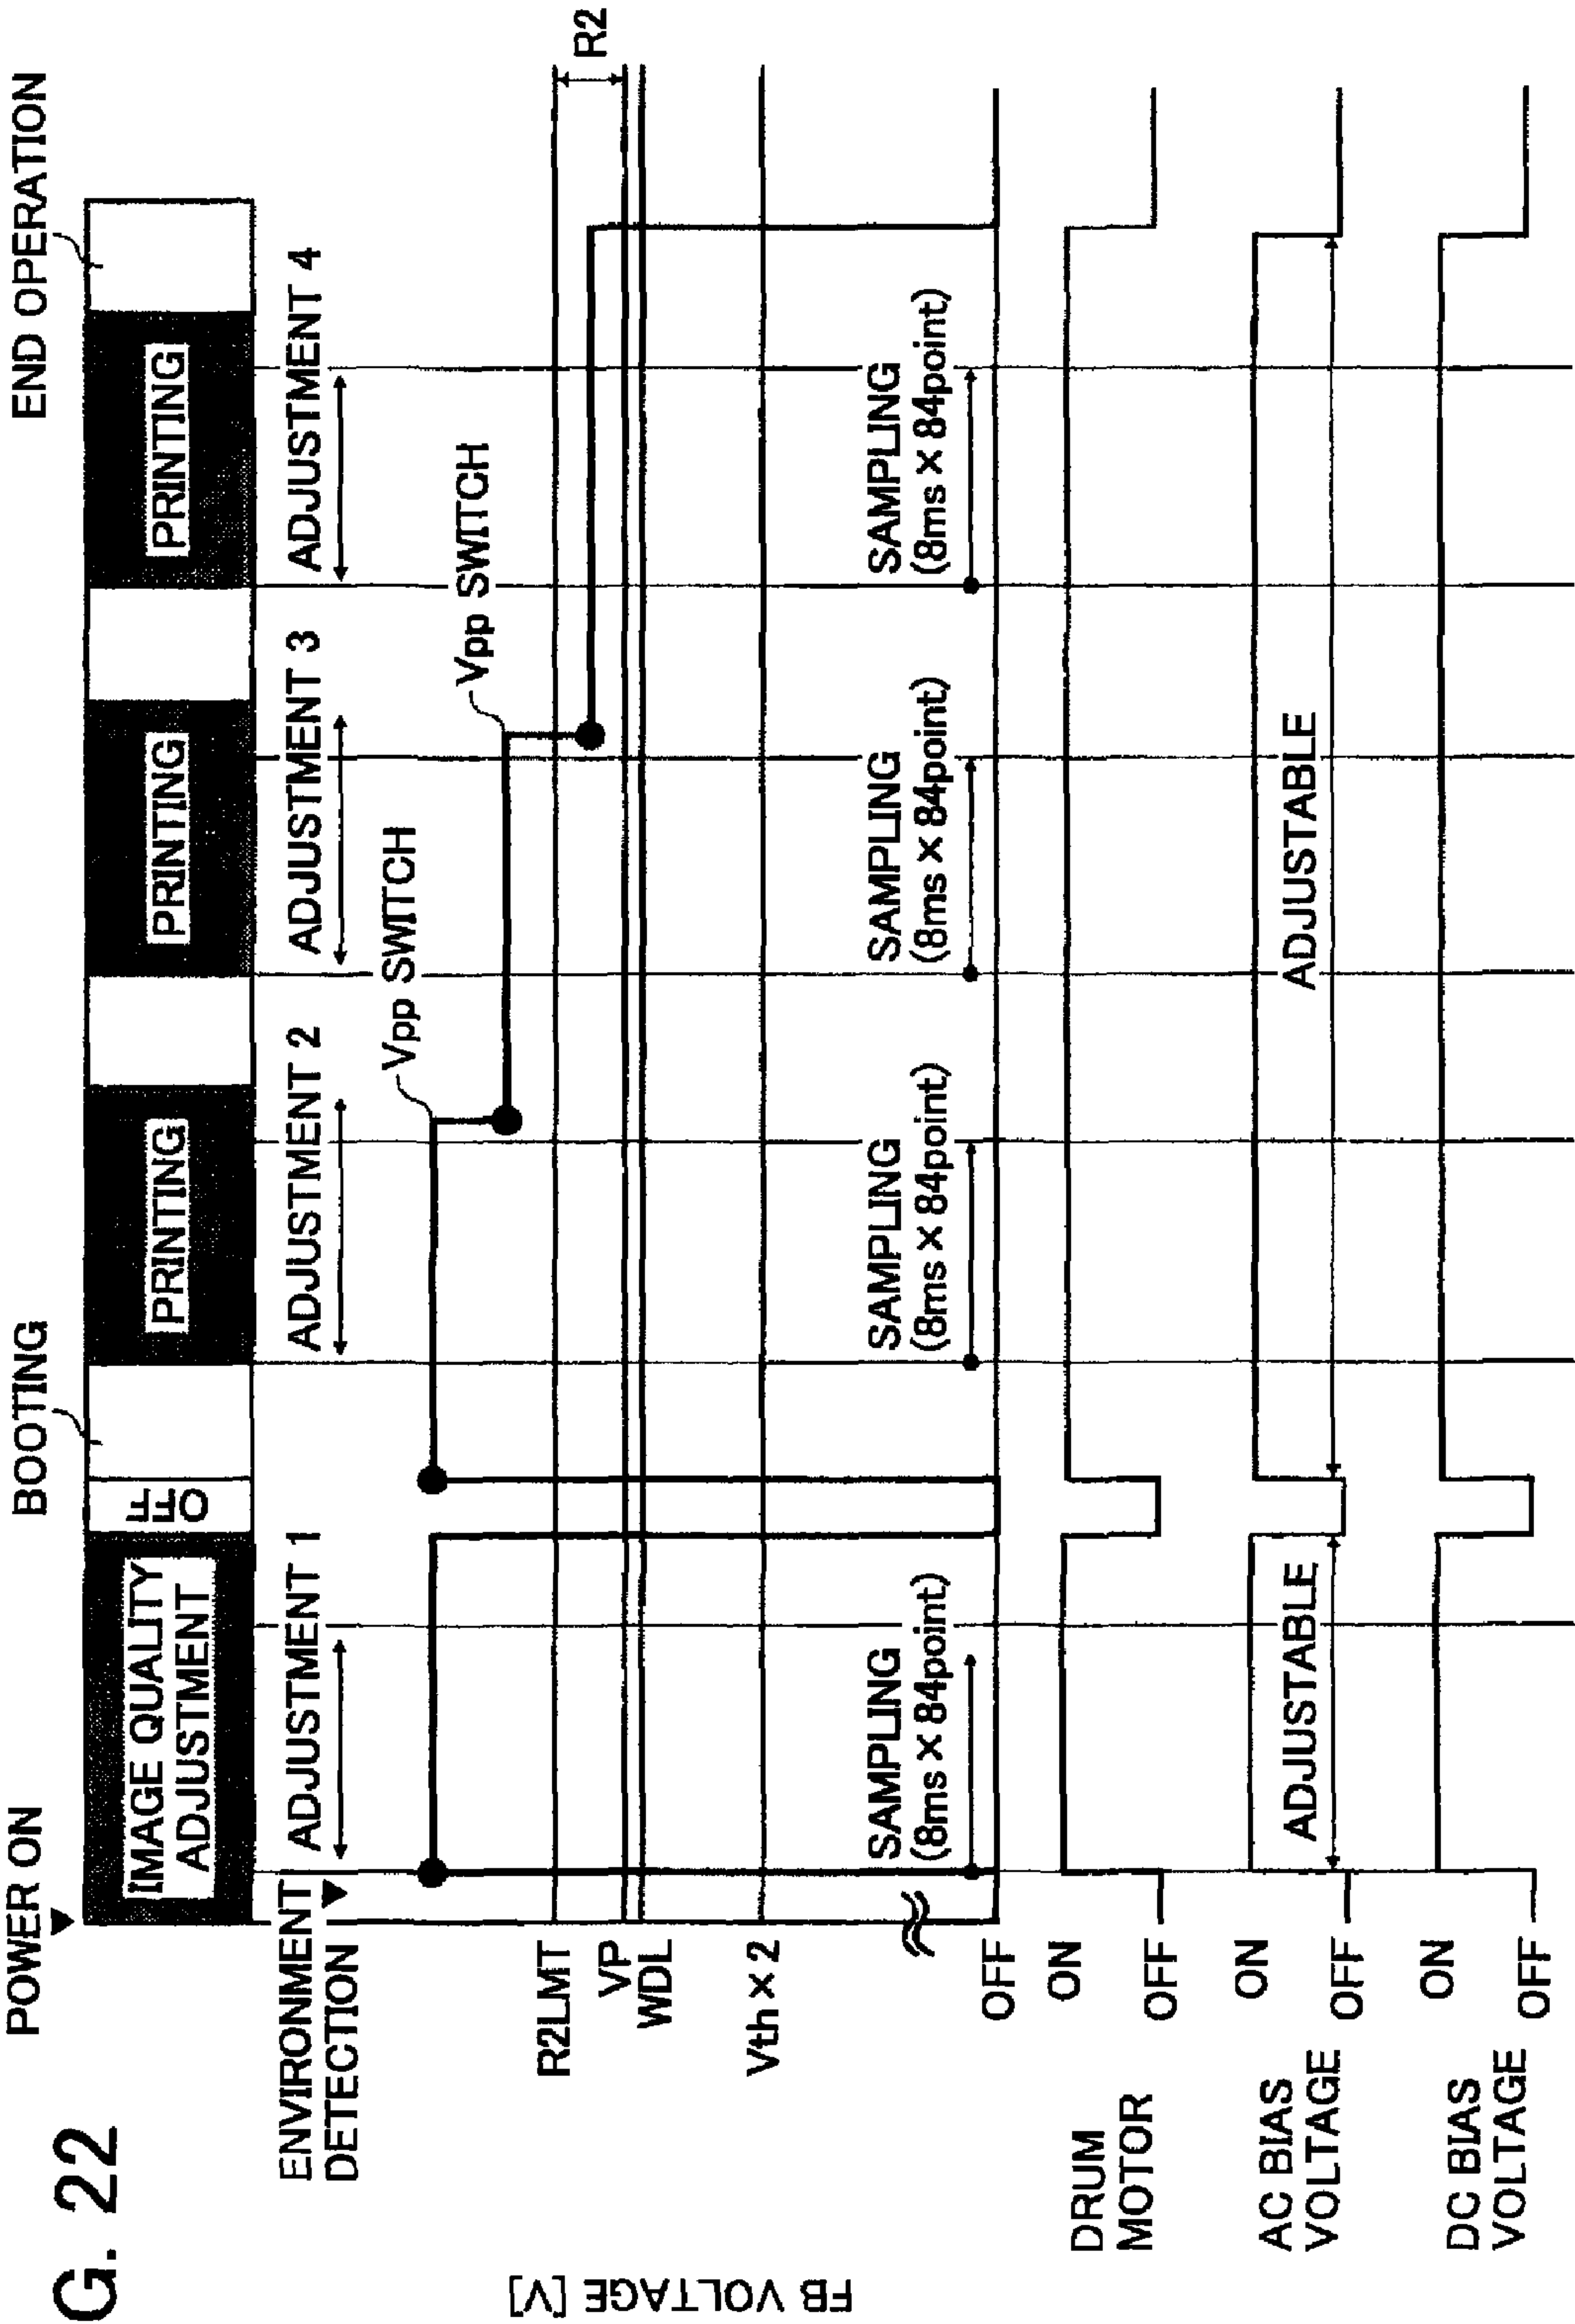 G. 22
POWER ON
BOOTING
END OPERATION
IMAGE QUALITY
ADJUSTMENT
OFF
PRINTING
PRINTING
PRINTING
ENVIRONMENT
DETECTION
ADJUSTMENT 1
ADJUSTMENT 2
ADJUSTMENT 3
ADJUSTMENT 4
Vpp SWITCH
Vpp SWITCH
FB VOLTAGE [V]
R2LMT
VP
WDL
Vth × 2
R2
SAMPLING
(8ms × 84point)
SAMPLING
(8ms × 84point)
SAMPLING
(8ms × 84point)
SAMPLING
(8ms × 84point)
OFF
DRUM
MOTOR
ON
OFF
AC BIAS
VOLTAGE
ON
OFF
ADJUSTABLE
ADJUSTABLE
DC BIAS
VOLTAGE
ON
OFF